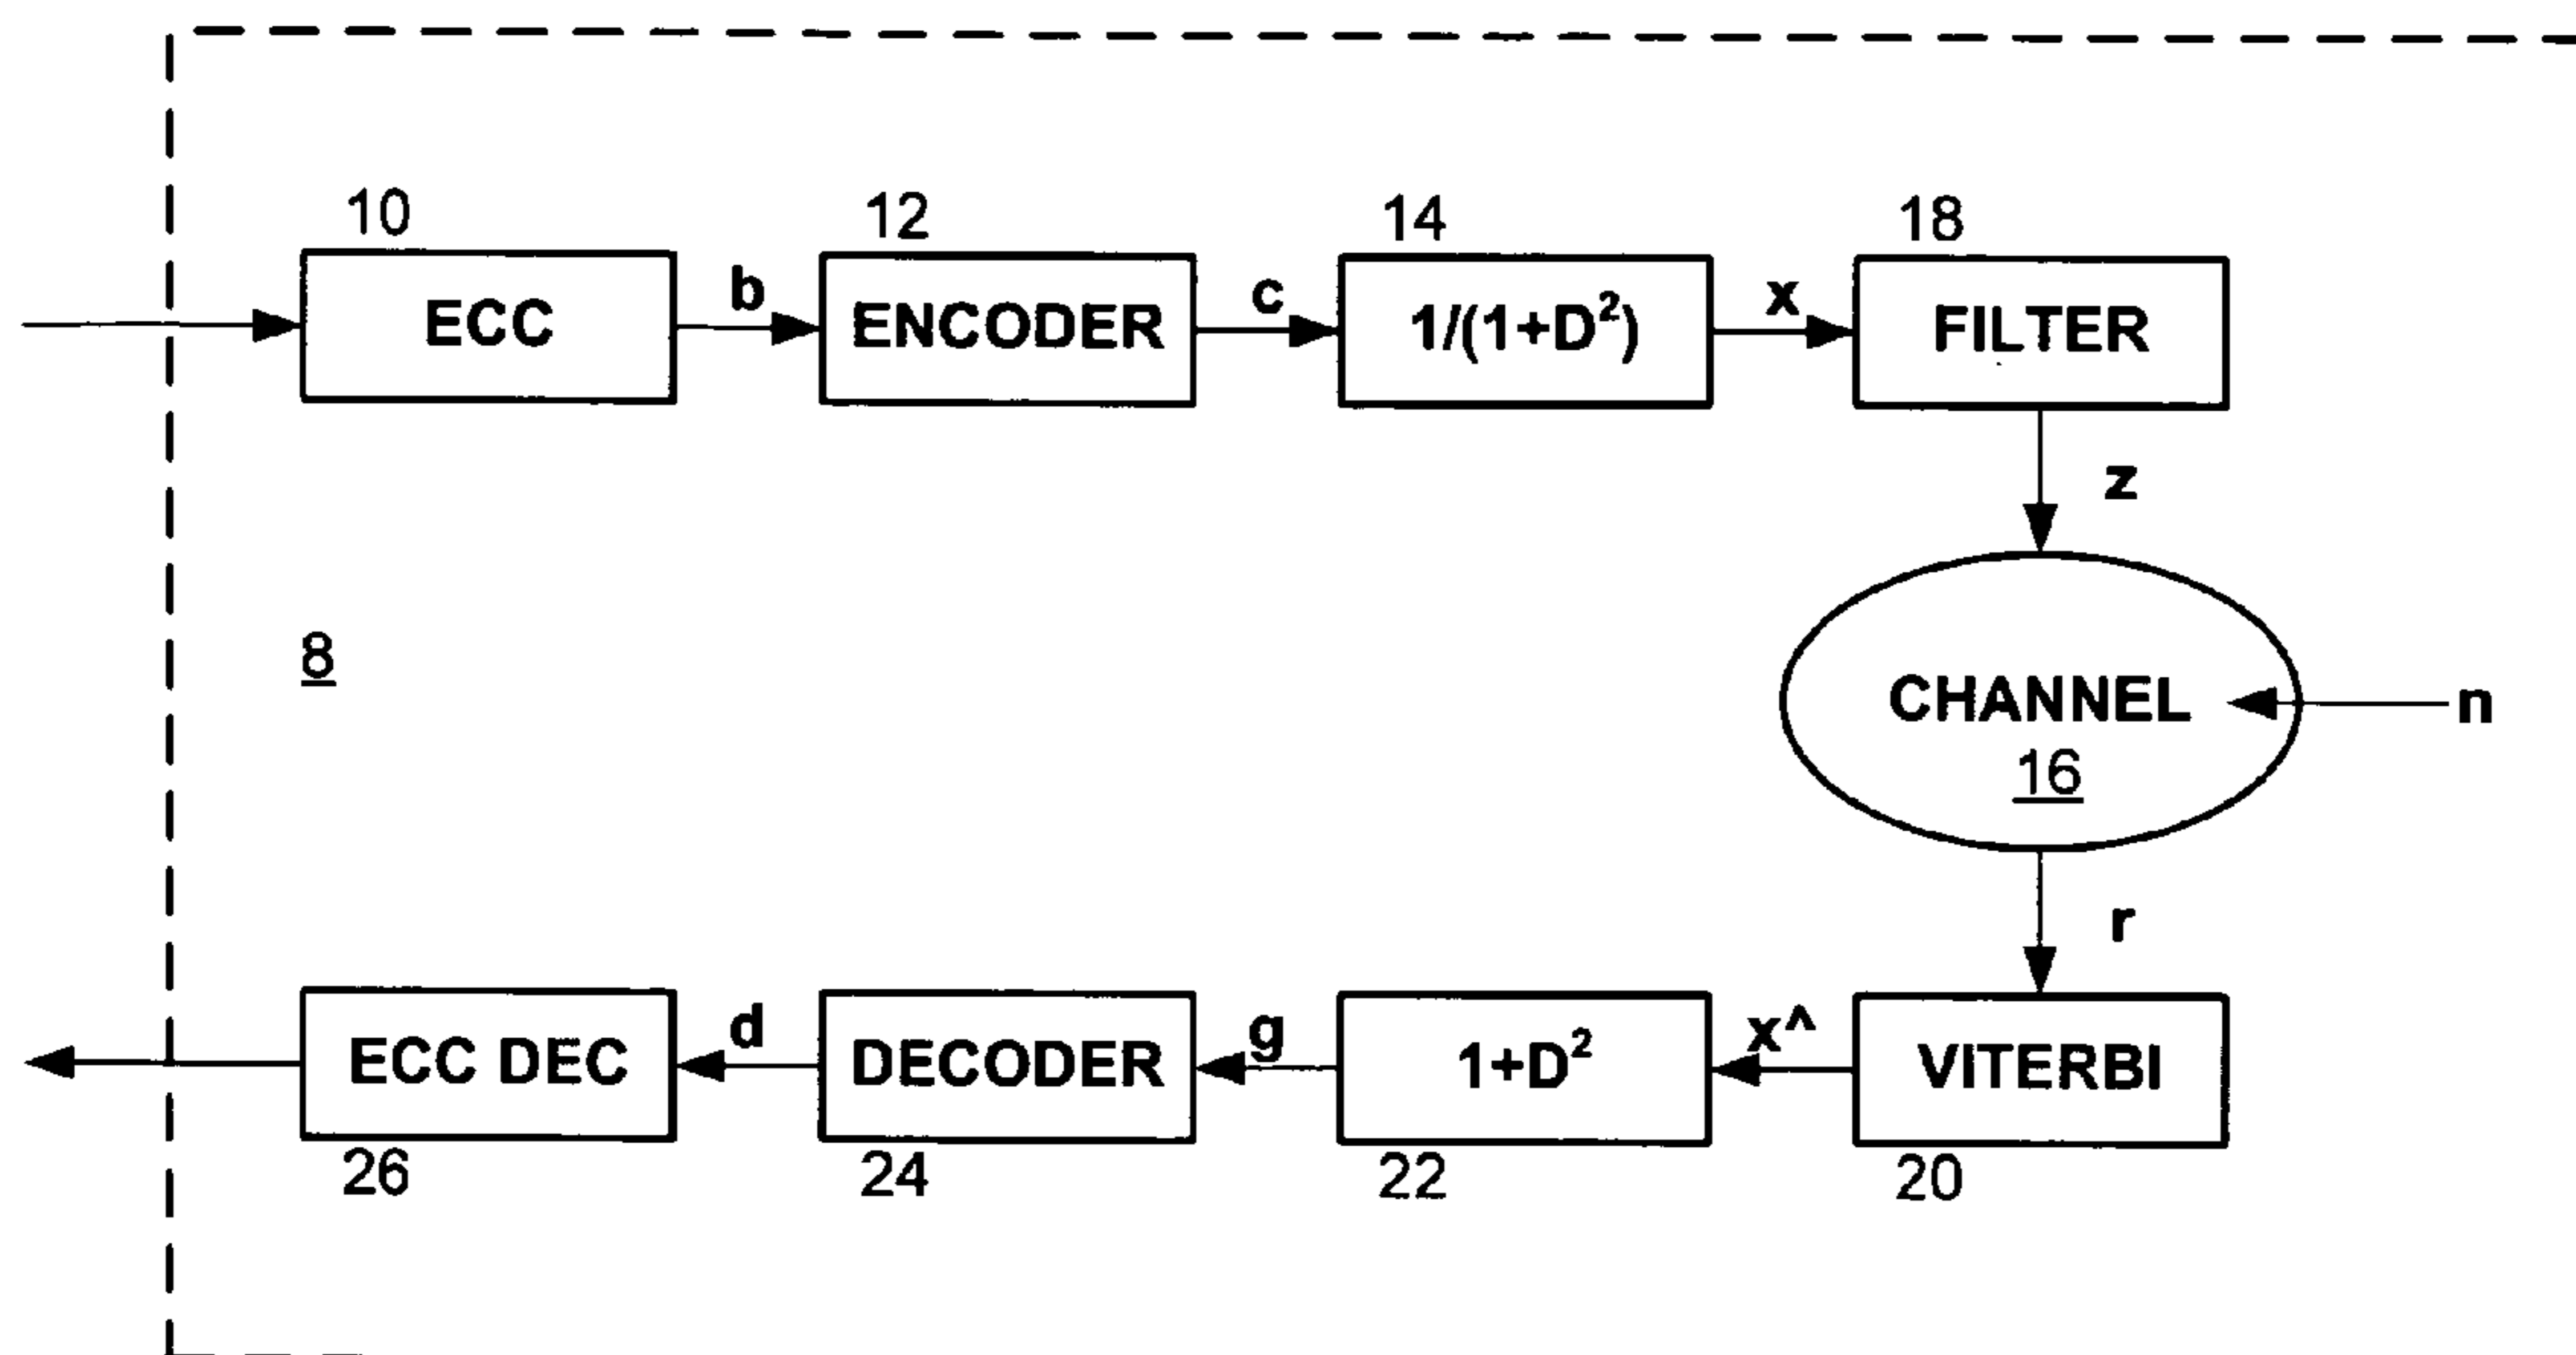 10 12 14 18
b c x
ECC ENCODER 1/(1+D²) FILTER
z
8
CHANNEL n
16
r
d g x^
ECC DEC DECODER 1+D² VITERBI
26 24 22 20